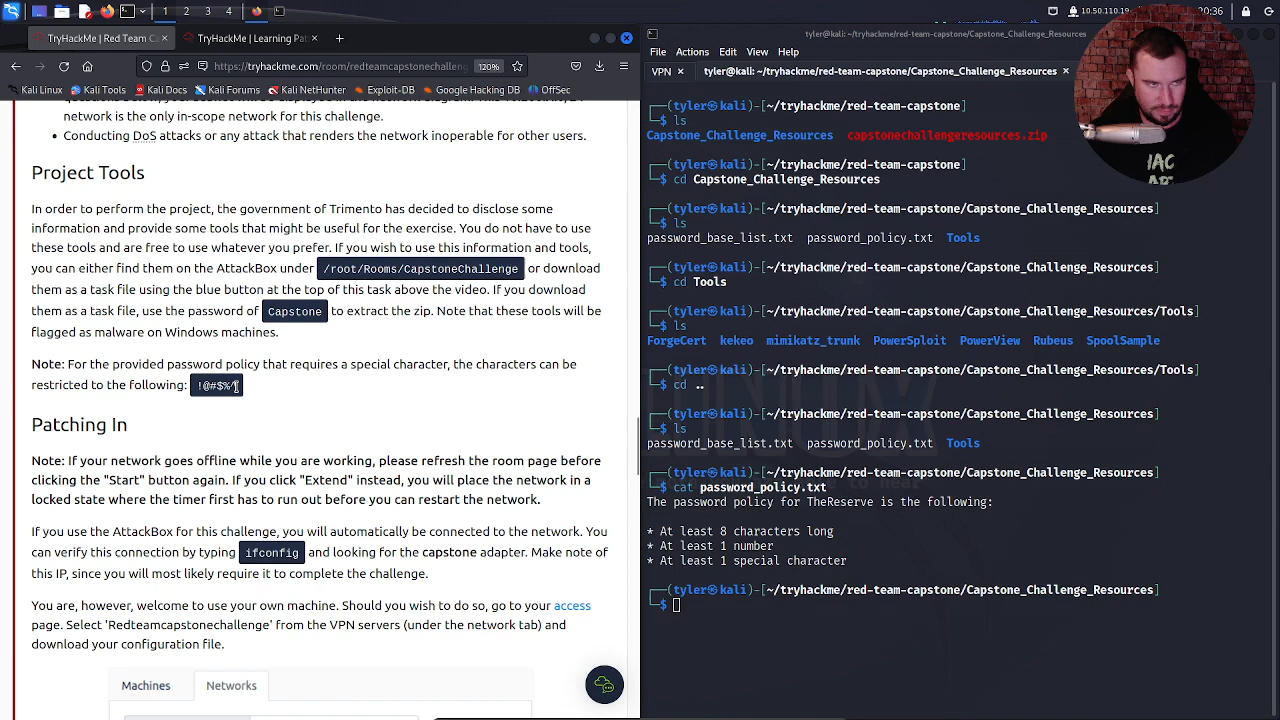 1 2 3 4
10.50.110.19
20:36
TryHackMe | Red Team Ca
TryHackMe | Learning Pat
https://tryhackme.com/room/redteamcapstonechalleng
120%
Kali Linux Kali Tools Kali Docs Kali Forums Kali NetHunter Exploit-DB Google Hacking DB OffSec
network is the only in-scope network for this challenge.
Conducting DoS attacks or any attack that renders the network inoperable for other users.
Project Tools
In order to perform the project, the government of Trimento has decided to disclose some
information and provide some tools that might be useful for the exercise. You do not have to use
these tools and are free to use whatever you prefer. If you wish to use this information and tools,
you can either find them on the AttackBox under /root/Rooms/CapstoneChallenge or download
them as a task file using the blue button at the top of this task above the video. If you download
them as a task file, use the password of Capstone to extract the zip. Note that these tools will be
flagged as malware on Windows machines.
Note: For the provided password policy that requires a special character, the characters can be
restricted to the following: !@#$%^
Patching In
Note: If your network goes offline while you are working, please refresh the room page before
clicking the "Start" button again. If you click "Extend" instead, you will place the network in a
locked state where the timer first has to run out before you can restart the network.
If you use the AttackBox for this challenge, you will automatically be connected to the network. You
can verify this connection by typing ifconfig and looking for the capstone adapter. Make note of
this IP, since you will most likely require it to complete the challenge.
You are, however, welcome to use your own machine. Should you wish to do so, go to your access
page. Select 'Redteamcapstonechallenge' from the VPN servers (under the network tab) and
download your configuration file.
Machines Networks
tyler@kali: ~/tryhackme/red-team-capstone/Capstone_Challenge_Resources
File Actions Edit View Help
VPN tyler@kali: ~/tryhackme/red-team-capstone/Capstone_Challenge_Resources
(tyler㉿kali)-[~/tryhackme/red-team-capstone]
$ ls
Capstone_Challenge_Resources capstonechallengeresources.zip
(tyler㉿kali)-[~/tryhackme/red-team-capstone]
$ cd Capstone_Challenge_Resources
(tyler㉿kali)-[~/tryhackme/red-team-capstone/Capstone_Challenge_Resources]
$ ls
password_base_list.txt password_policy.txt Tools
(tyler㉿kali)-[~/tryhackme/red-team-capstone/Capstone_Challenge_Resources]
$ cd Tools
(tyler㉿kali)-[~/tryhackme/red-team-capstone/Capstone_Challenge_Resources/Tools]
$ ls
ForgeCert kekeo mimikatz_trunk PowerSploit PowerView Rubeus SpoolSample
(tyler㉿kali)-[~/tryhackme/red-team-capstone/Capstone_Challenge_Resources/Tools]
$ cd ..
(tyler㉿kali)-[~/tryhackme/red-team-capstone/Capstone_Challenge_Resources]
$ ls
password_base_list.txt password_policy.txt Tools
(tyler㉿kali)-[~/tryhackme/red-team-capstone/Capstone_Challenge_Resources]
$ cat password_policy.txt
The password policy for TheReserve is the following:
* At least 8 characters long
* At least 1 number
* At least 1 special character
(tyler㉿kali)-[~/tryhackme/red-team-capstone/Capstone_Challenge_Resources]
$